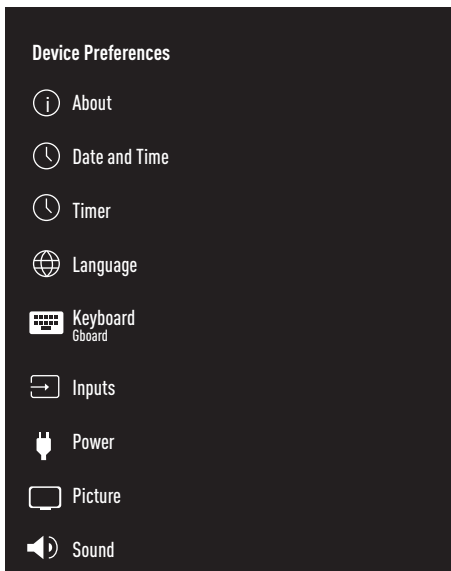 Device Preferences
About
Date and Time
Timer
Language
Keyboard
Gboard
Inputs
Power
Picture
Sound